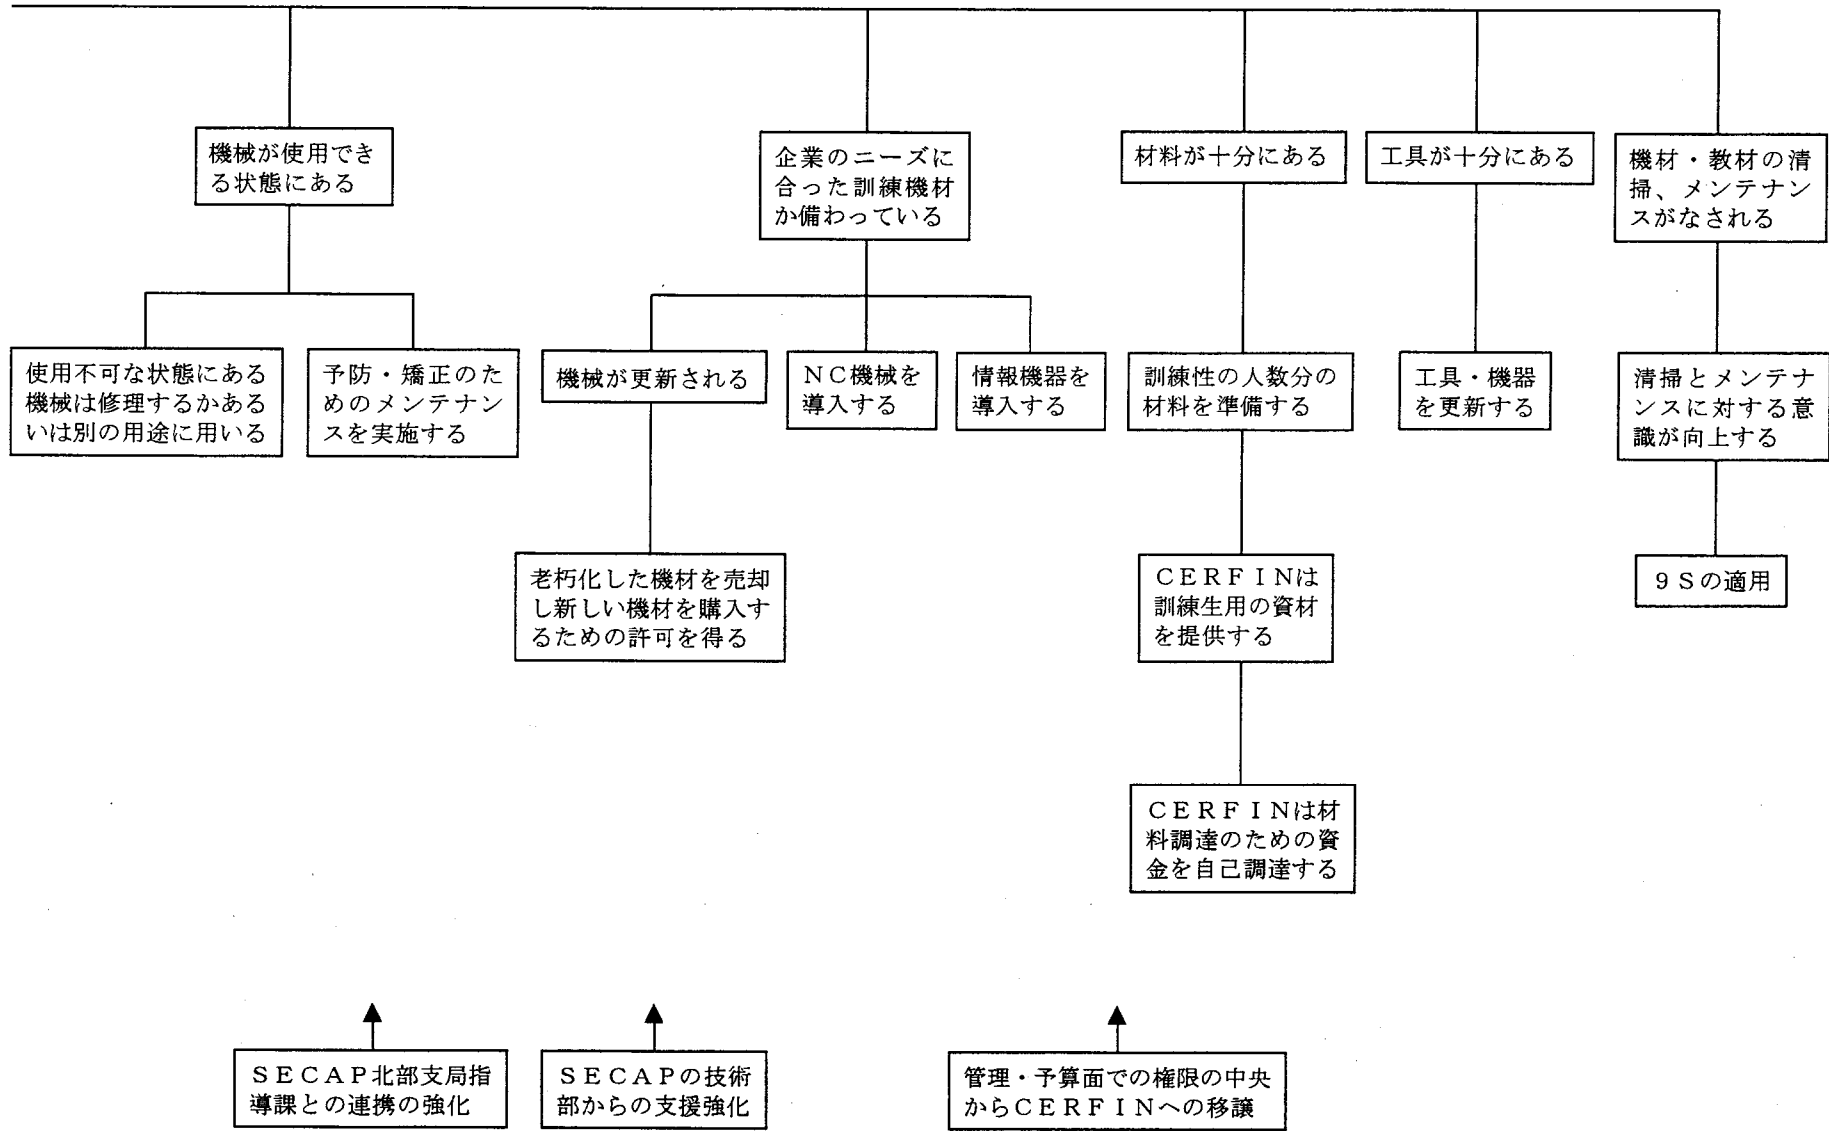 機械が使用でき
る状態にある
企業のニーズに
合った訓練機材
か備わっている
材料が十分にある
工具が十分にある
機材・教材の清
掃、メンテナン
スがなされる
使用不可な状態にある
機械は修理するかある
いは別の用途に用いる
予防・矯正のた
めのメンテナン
スを実施する
機械が更新される
ＮＣ機械を
導入する
情報機器を
導入する
訓練性の人数分の
材料を準備する
工具・機器
を更新する
清掃とメンテナ
ンスに対する意
識が向上する
老朽化した機材を売却
し新しい機材を購入す
るための許可を得る
ＣＥＲＦＩＮは
訓練生用の資材
を提供する
９Ｓの適用
ＣＥＲＦＩＮは材
料調達のための資
金を自己調達する
ＳＥＣＡＰ北部支局指
導課との連携の強化
ＳＥＣＡＰの技術
部からの支援強化
管理・予算面での権限の中央
からＣＥＲＦＩＮへの移譲